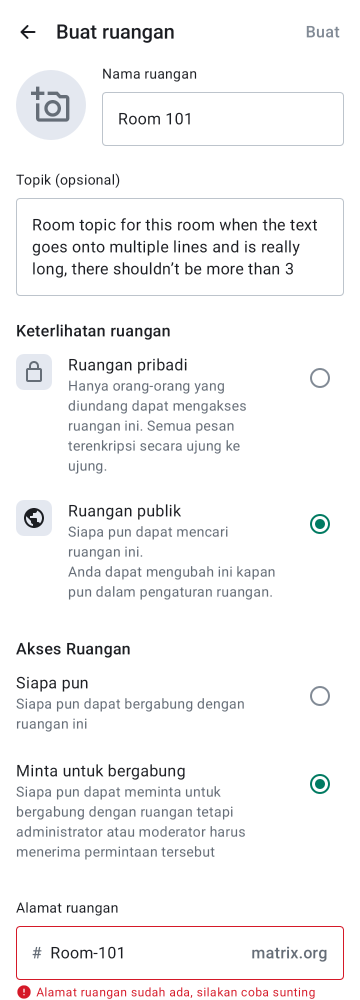 Buat ruangan
Buat
Nama ruangan
Room 101
Topik (opsional)
Room topic for this room when the text
goes onto multiple lines and is really
long, there shouldn’t be more than 3
Keterlihatan ruangan
Ruangan pribadi
Hanya orang-orang yang
diundang dapat mengakses
ruangan ini. Semua pesan
terenkripsi secara ujung ke
ujung.
Ruangan publik
Siapa pun dapat mencari
ruangan ini.
Anda dapat mengubah ini kapan
pun dalam pengaturan ruangan.
Akses Ruangan
Siapa pun
Siapa pun dapat bergabung dengan
ruangan ini
Minta untuk bergabung
Siapa pun dapat meminta untuk
bergabung dengan ruangan tetapi
administrator atau moderator harus
menerima permintaan tersebut
Alamat ruangan
# Room-101 matrix.org
Alamat ruangan sudah ada, silakan coba sunting